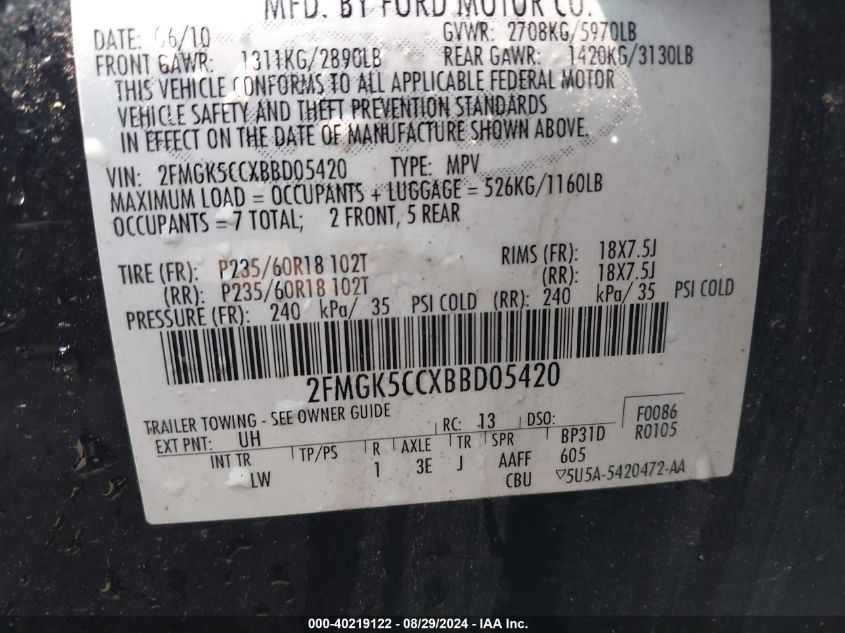 MFD. BY FORD MOTOR CO.
DATE: 06/10 GVWR: 2708KG/5970LB
FRONT GAWR: 1311KG/2890LB REAR GAWR: 1420KG/3130LB
THIS VEHICLE CONFORMS TO ALL APPLICABLE FEDERAL MOTOR
VEHICLE SAFETY AND THEFT PREVENTION STANDARDS
IN EFFECT ON THE DATE OF MANUFACTURE SHOWN ABOVE.
VIN: 2FMGK5CCXBBD05420 TYPE: MPV
MAXIMUM LOAD = OCCUPANTS + LUGGAGE = 526KG/1160LB
OCCUPANTS = 7 TOTAL; 2 FRONT, 5 REAR
TIRE (FR): P235/60R18 102T RIMS (FR): 18X7.5J
(RR): P235/60R18 102T (RR): 18X7.5J
PRESSURE (FR): 240 kPa/ 35 PSI COLD (RR): 240 kPa/ 35 PSI COLD
2FMGK5CCXBBD05420
TRAILER TOWING - SEE OWNER GUIDE
EXT PNT: UH RC: 13 DSO: F0086
INT TR TP/PS R AXLE TR SPR BP31D R0105
LW 1 3E J AAFF 605
CBU ▽5U5A-5420472-AA
000-40219122 - 08/29/2024 - IAA Inc.